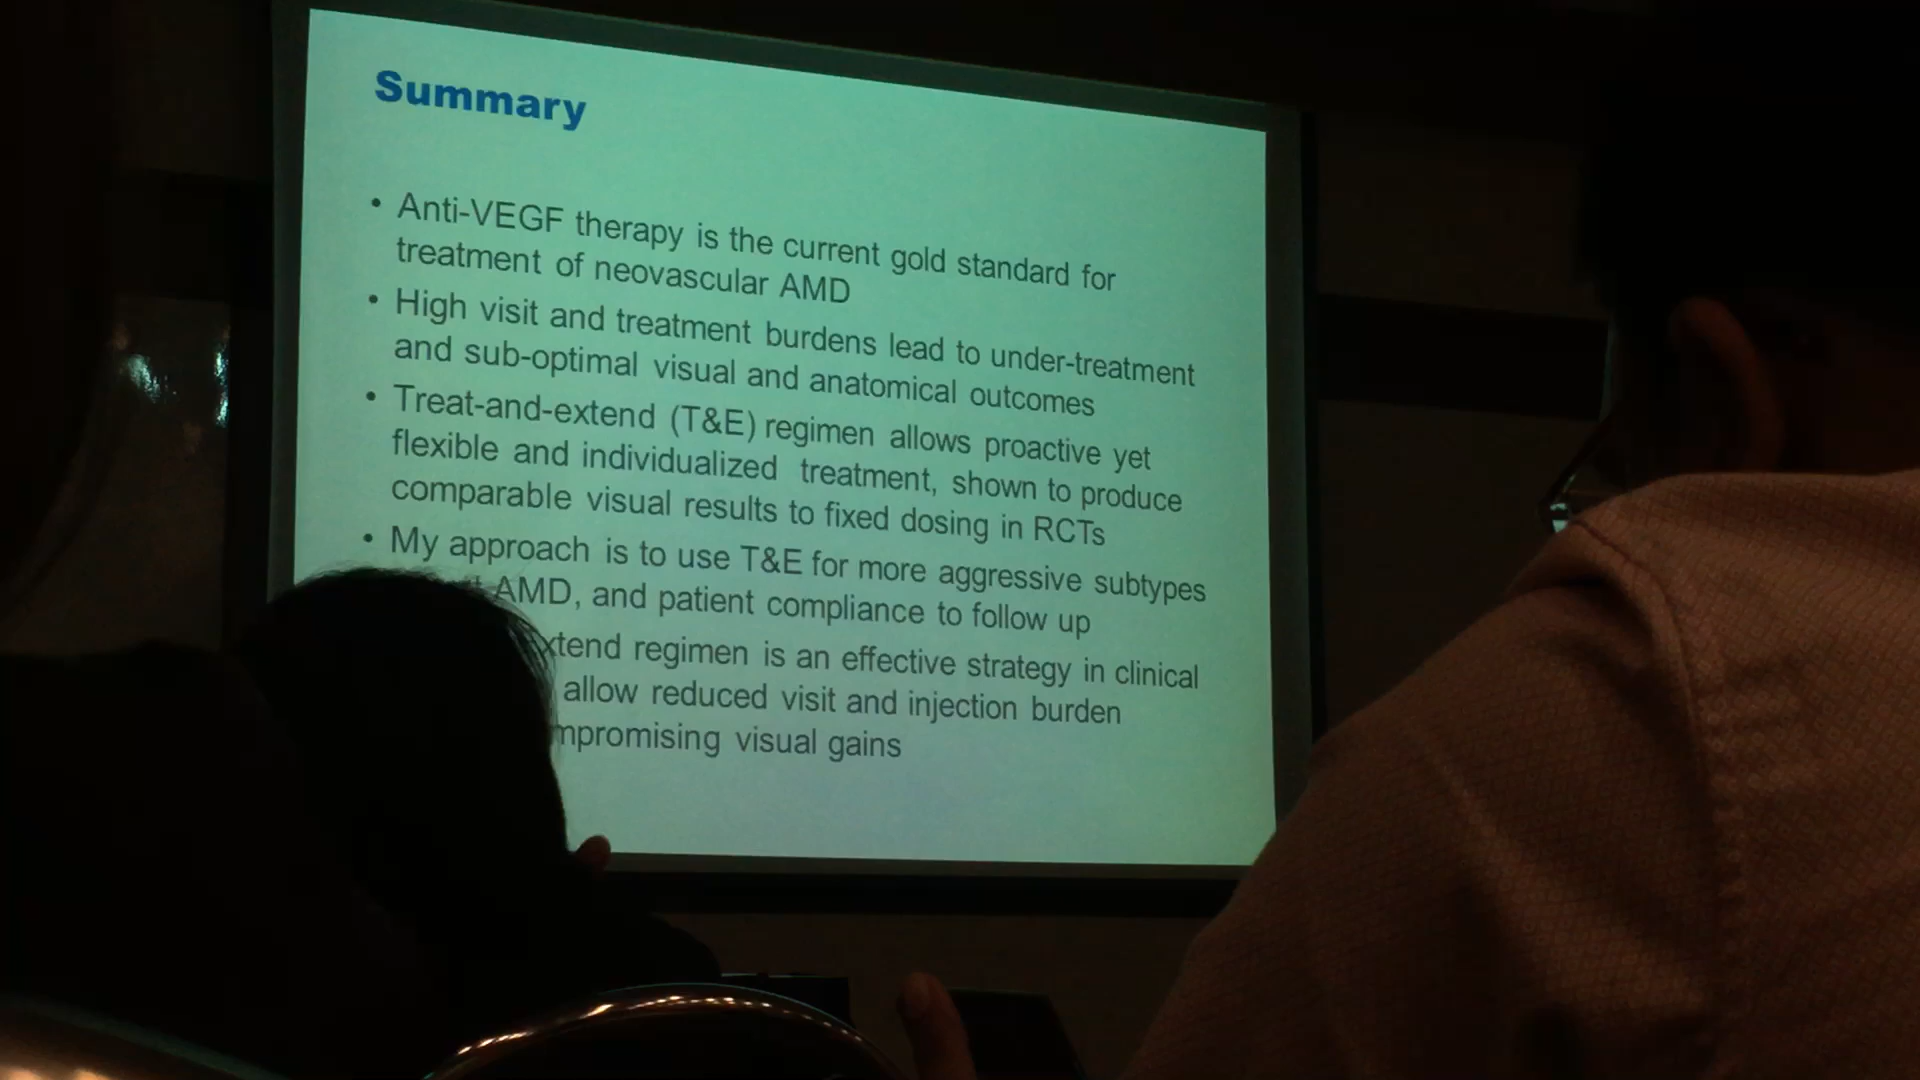 Summary
• Anti-VEGF therapy is the current gold standard for
treatment of neovascular AMD
• High visit and treatment burdens lead to under-treatment
and sub-optimal visual and anatomical outcomes
• Treat-and-extend (T&E) regimen allows proactive yet
flexible and individualized treatment, shown to produce
comparable visual results to fixed dosing in RCTs
• My approach is to use T&E for more aggressive subtypes
AMD, and patient compliance to follow up
xtend regimen is an effective strategy in clinical
allow reduced visit and injection burden
mpromising visual gains